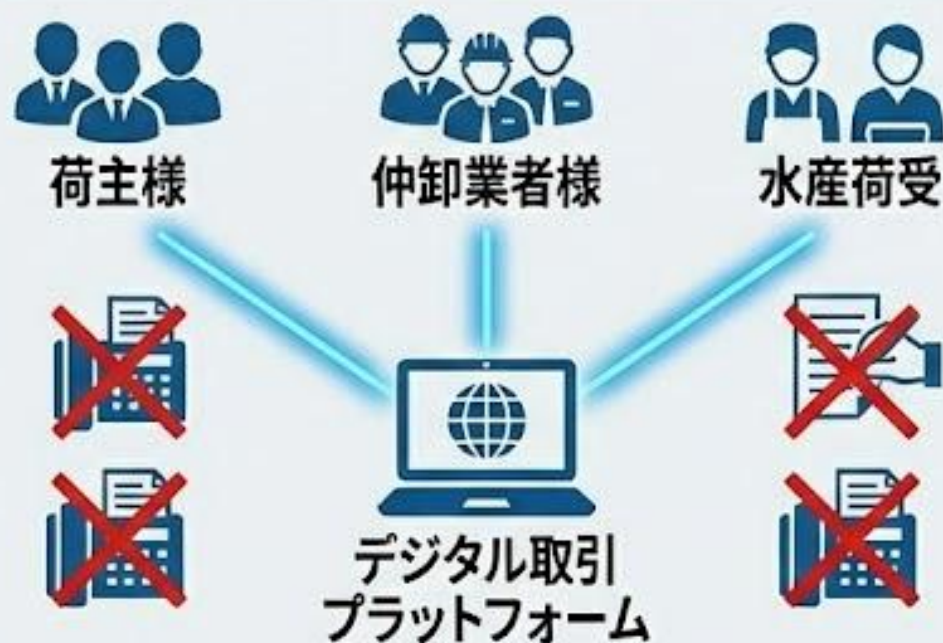 荷主様
仲卸業者様
水産荷受
デジタル取引
プラットフォーム